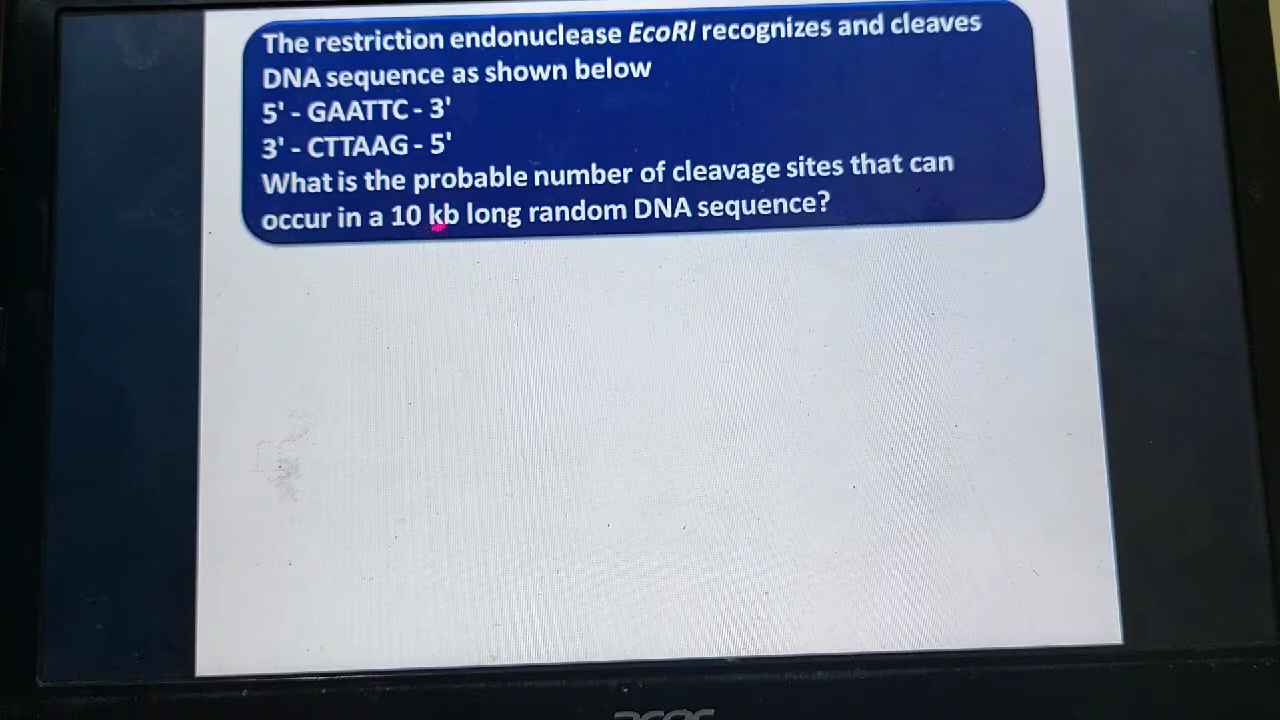 The restriction endonuclease EcoRI recognizes and cleaves
DNA sequence as shown below
5' - GAATTC - 3'
3' - CTTAAG - 5'
What is the probable number of cleavage sites that can
occur in a 10 kb long random DNA sequence?
acer